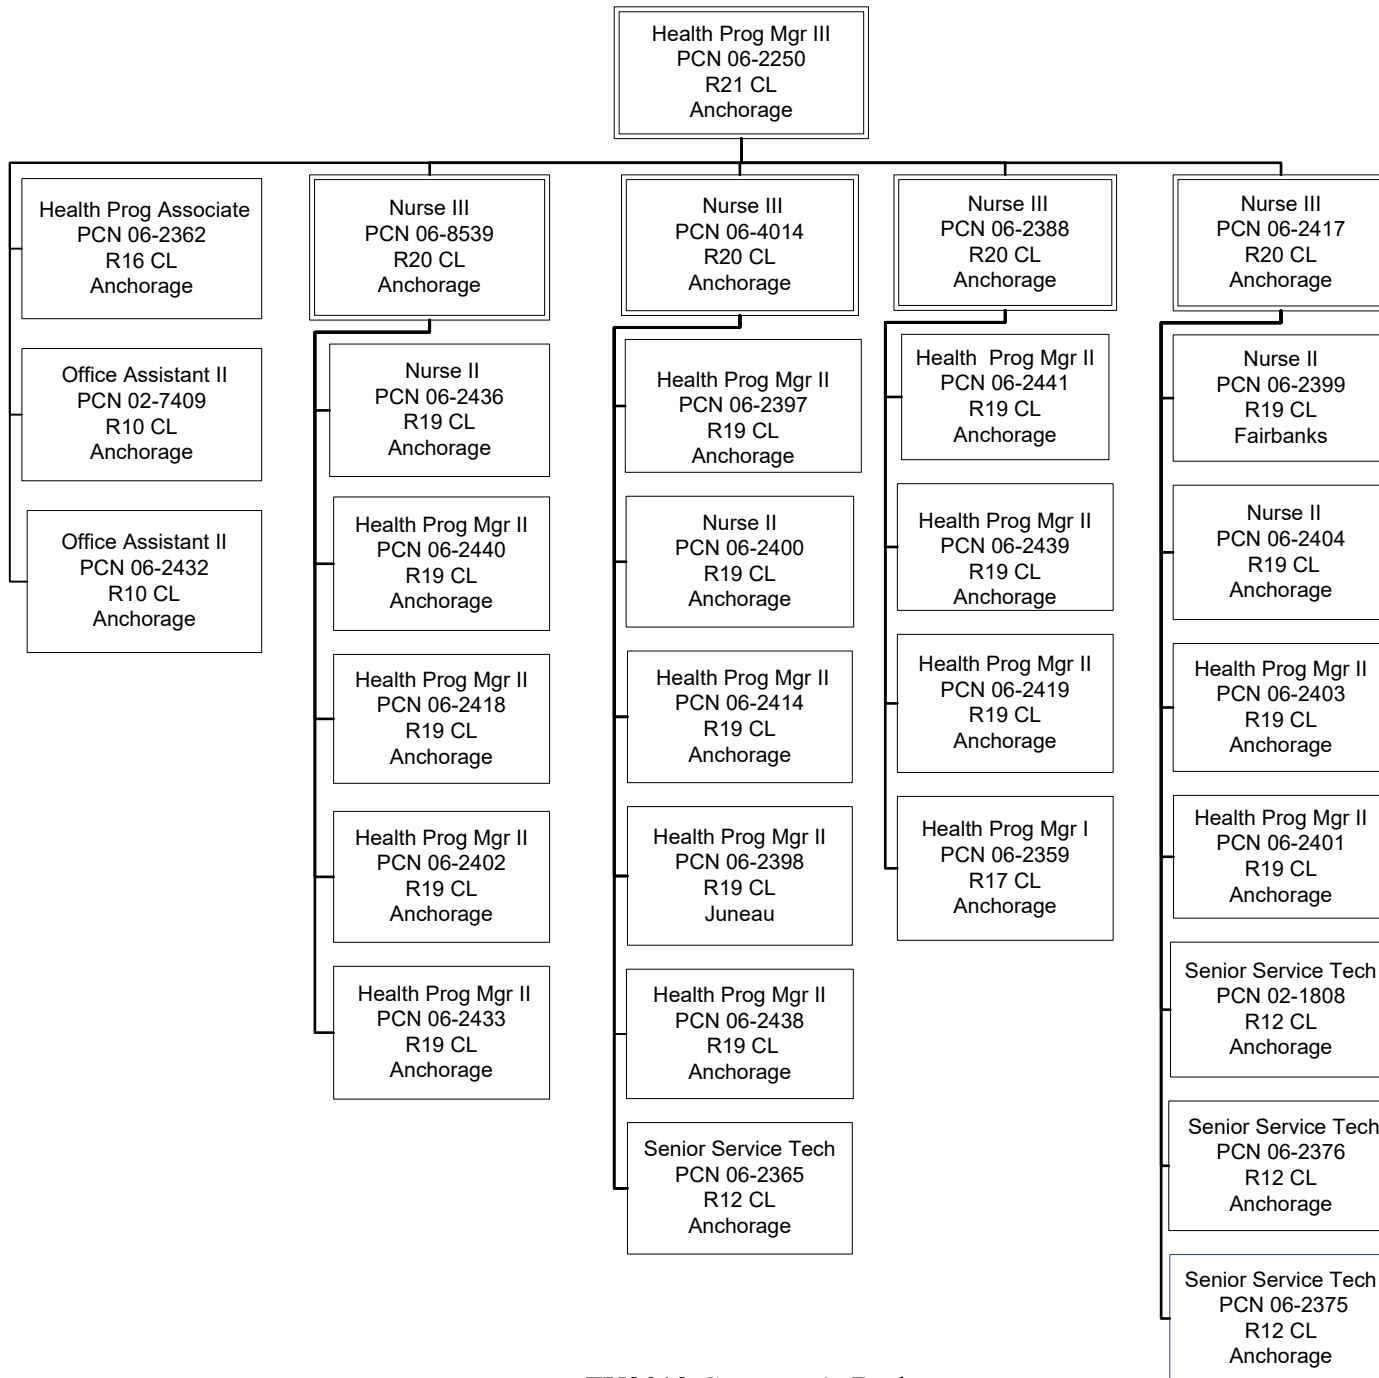 Health Prog Mgr III
PCN 06-2250
R21 CL
Anchorage
Health Prog Associate
PCN 06-2362
R16 CL
Anchorage
Office Assistant II
PCN 02-7409
R10 CL
Anchorage
Office Assistant II
PCN 06-2432
R10 CL
Anchorage
Nurse III
PCN 06-8539
R20 CL
Anchorage
Nurse II
PCN 06-2436
R19 CL
Anchorage
Health Prog Mgr II
PCN 06-2440
R19 CL
Anchorage
Health Prog Mgr II
PCN 06-2418
R19 CL
Anchorage
Health Prog Mgr II
PCN 06-2402
R19 CL
Anchorage
Health Prog Mgr II
PCN 06-2433
R19 CL
Anchorage
Nurse III
PCN 06-4014
R20 CL
Anchorage
Health Prog Mgr II
PCN 06-2397
R19 CL
Anchorage
Nurse II
PCN 06-2400
R19 CL
Anchorage
Health Prog Mgr II
PCN 06-2414
R19 CL
Anchorage
Health Prog Mgr II
PCN 06-2398
R19 CL
Juneau
Health Prog Mgr II
PCN 06-2438
R19 CL
Anchorage
Senior Service Tech
PCN 06-2365
R12 CL
Anchorage
Nurse III
PCN 06-2388
R20 CL
Anchorage
Health Prog Mgr II
PCN 06-2441
R19 CL
Anchorage
Health Prog Mgr II
PCN 06-2439
R19 CL
Anchorage
Health Prog Mgr II
PCN 06-2419
R19 CL
Anchorage
Health Prog Mgr I
PCN 06-2359
R17 CL
Anchorage
Nurse III
PCN 06-2417
R20 CL
Anchorage
Nurse II
PCN 06-2399
R19 CL
Fairbanks
Nurse II
PCN 06-2404
R19 CL
Anchorage
Health Prog Mgr II
PCN 06-2403
R19 CL
Anchorage
Health Prog Mgr II
PCN 06-2401
R19 CL
Anchorage
Senior Service Tech
PCN 02-1808
R12 CL
Anchorage
Senior Service Tech
PCN 06-2376
R12 CL
Anchorage
Senior Service Tech
PCN 06-2375
R12 CL
Anchorage